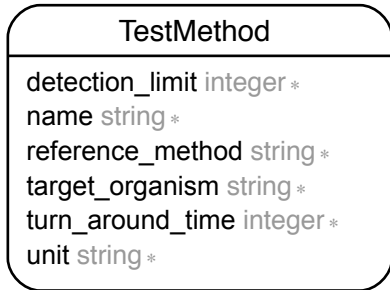 TestMethod
detection_limit integer *
name string *
reference_method string *
target_organism string *
turn_around_time integer *
unit string *